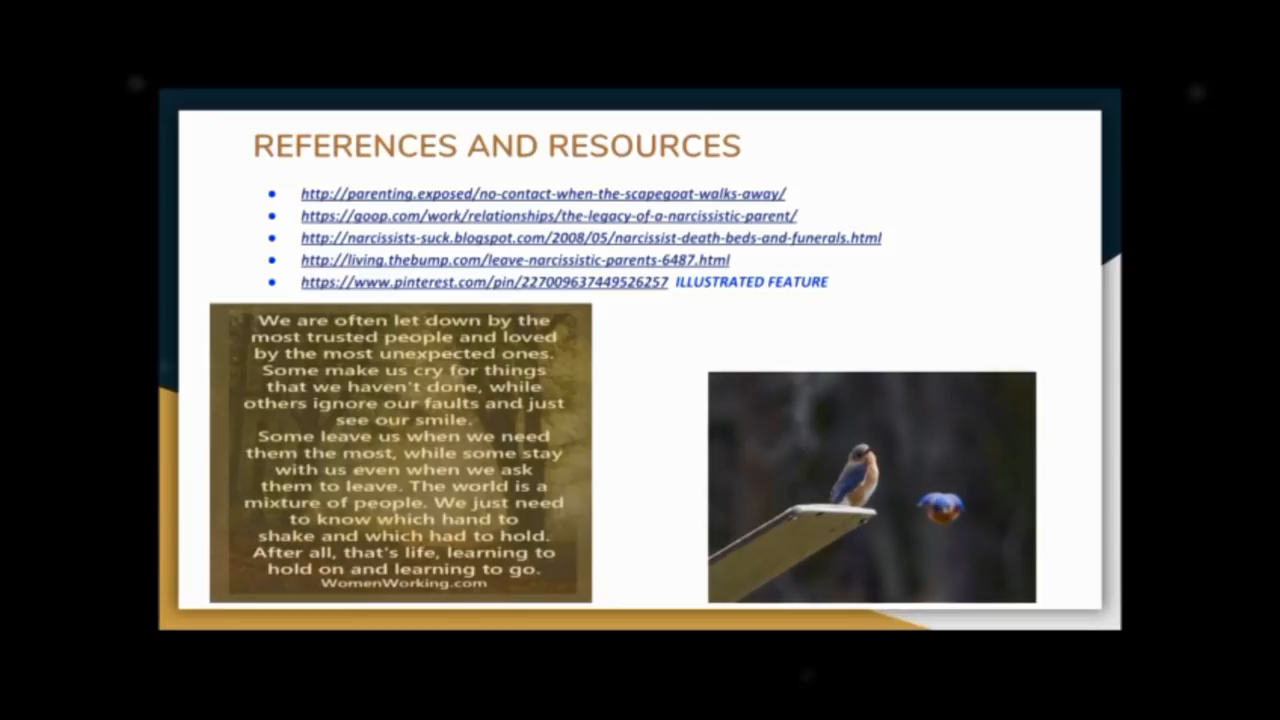 REFERENCES AND RESOURCES
http://parenting.exposed/no-contact-when-the-scapegoat-walks-away/
https://goop.com/work/relationships/the-legacy-of-a-narcissistic-parent/
http://narcissists-suck.blogspot.com/2008/05/narcissist-death-beds-and-funerals.html
http://living.thebump.com/leave-narcissistic-parents-6487.html
https://www.pinterest.com/pin/227009637449526257 ILLUSTRATED FEATURE
We are often let down by the
most trusted people and loved
by the most unexpected ones.
Some make us cry for things
that we haven't done, while
others ignore our faults and just
see our smile.
Some leave us when we need
them the most, while some stay
with us even when we ask
them to leave. The world is a
mixture of people. We just need
to know which hand to
shake and which had to hold.
After all, that's life, learning to
hold on and learning to go.
WomenWorking.com